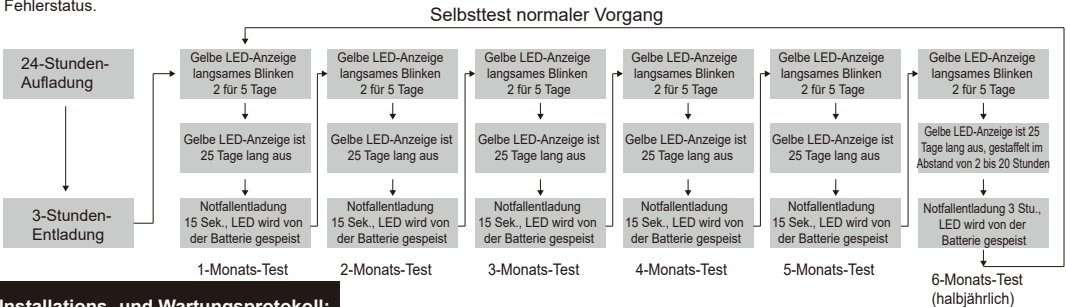 Fehlerstatus.
Selbsttest normaler Vorgang
24-Stunden-
Aufladung
3-Stunden-
Entladung
Gelbe LED-Anzeige
langsames Blinken
2 für 5 Tage
Gelbe LED-Anzeige ist
25 Tage lang aus
Notfallentladung
15 Sek., LED wird von
der Batterie gespeist
1-Monats-Test
Gelbe LED-Anzeige
langsames Blinken
2 für 5 Tage
Gelbe LED-Anzeige ist
25 Tage lang aus
Notfallentladung
15 Sek., LED wird von
der Batterie gespeist
2-Monats-Test
Gelbe LED-Anzeige
langsames Blinken
2 für 5 Tage
Gelbe LED-Anzeige ist
25 Tage lang aus
Notfallentladung
15 Sek., LED wird von
der Batterie gespeist
3-Monats-Test
Gelbe LED-Anzeige
langsames Blinken
2 für 5 Tage
Gelbe LED-Anzeige ist
25 Tage lang aus
Notfallentladung
15 Sek., LED wird von
der Batterie gespeist
4-Monats-Test
Gelbe LED-Anzeige
langsames Blinken
2 für 5 Tage
Gelbe LED-Anzeige ist
25 Tage lang aus
Notfallentladung
15 Sek., LED wird von
der Batterie gespeist
5-Monats-Test
Gelbe LED-Anzeige
langsames Blinken
2 für 5 Tage
Gelbe LED-Anzeige ist 25
Tage lang aus, gestaffelt im
Abstand von 2 bis 20 Stunden
Notfallentladung 3 Stu.,
LED wird von der
Batterie gespeist
6-Monats-Test
(halbjährlich)
Installations- und Wartungsprotokoll: